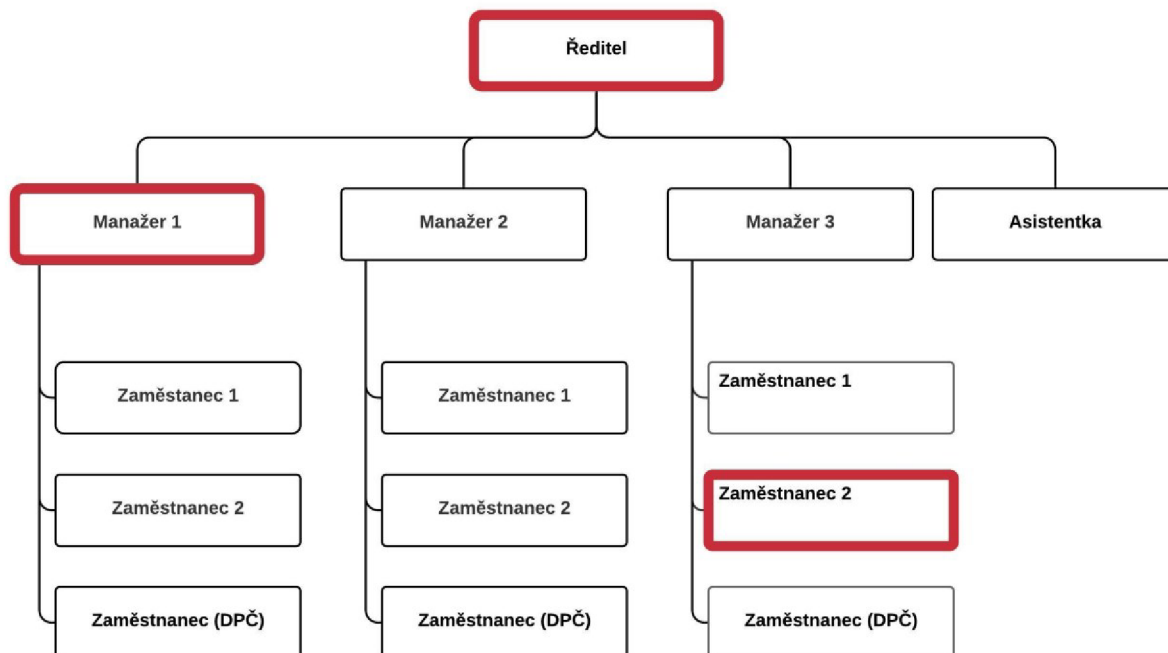 Ředitel
Manažer 1
Manažer 2
Manažer 3
Asistentka
Zaměstanec 1
Zaměstnanec 1
Zaměstnanec 1
Zaměstnanec 2
Zaměstnanec 2
Zaměstnanec 2
Zaměstnanec (DPČ)
Zaměstnanec (DPČ)
Zaměstnanec (DPČ)